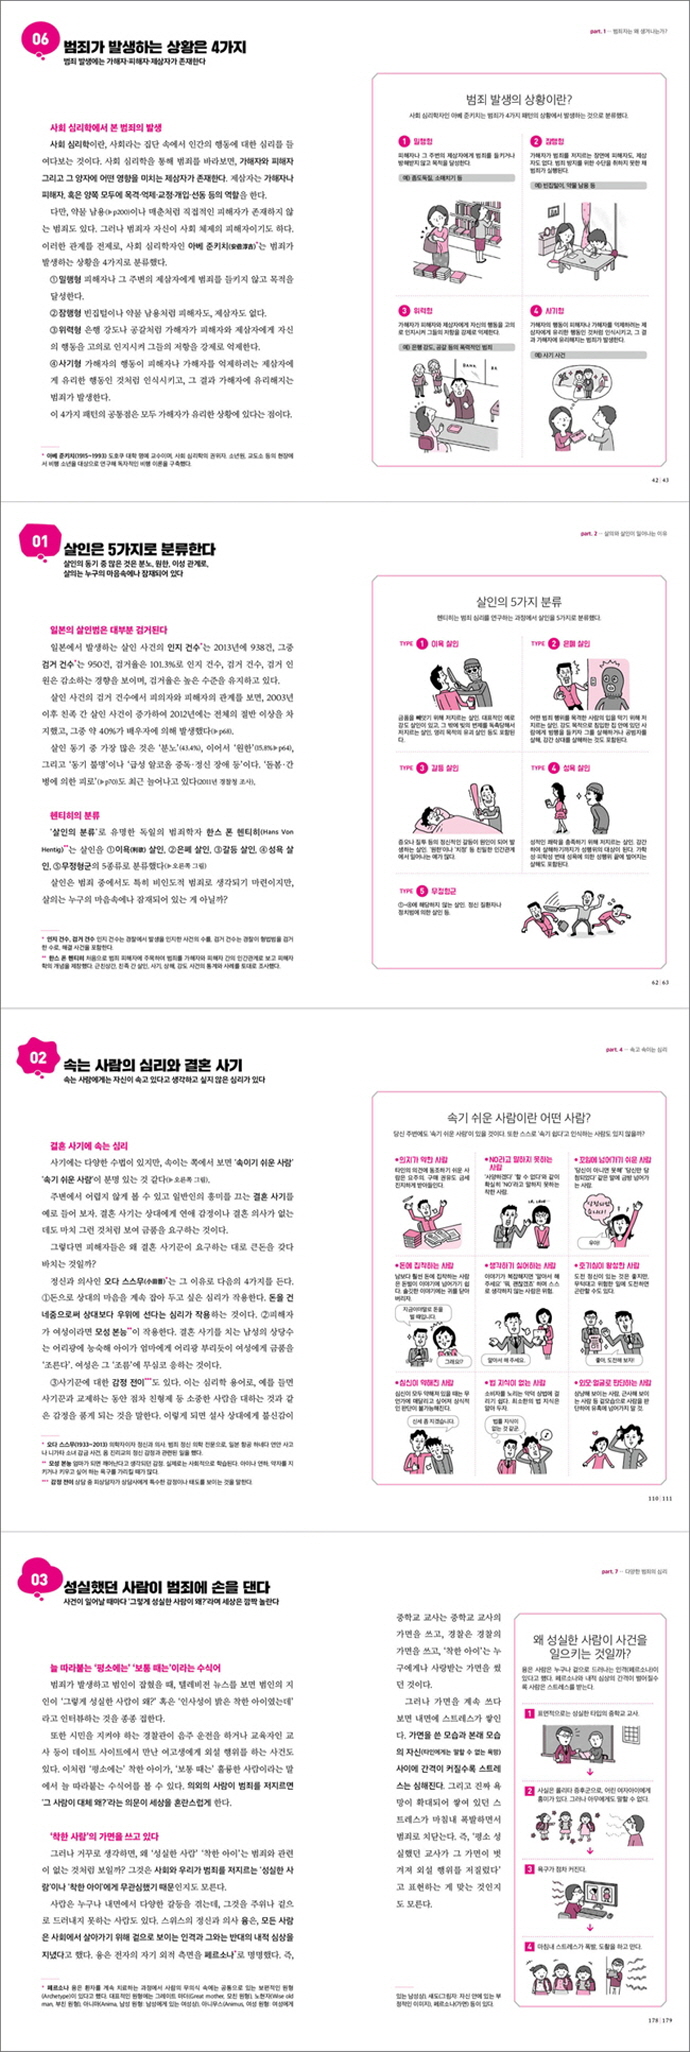 06
범죄가 발생하는 상황은 4가지
범죄 발생에는 가해자·피해자·제삼자가 존재한다
사회 심리학에서 본 범죄의 발생
사회 심리학이란, 사회라는 집단 속에서 인간의 행동에 대한 심리를 들
여다보는 것이다. 사회 심리학을 통해 범죄를 바라보면, 가해자와 피해자
그리고 그 양자에 어떤 영향을 미치는 제삼자가 존재한다. 제삼자는 가해자나
피해자, 혹은 양쪽 모두에 목격·억제·교정·개입·선동 등의 역할을 한다.
다만, 약물 남용(▶p200)이나 매춘처럼 직접적인 피해자가 존재하지 않
는 범죄도 있다. 그러나 범죄자 자신이 사회 체제의 피해자이기도 하다.
이러한 관계를 전제로, 사회 심리학자인 아베 준키치(安倍淳吉)*는 범죄가
발생하는 상황을 4가지로 분류했다.
①일행형 피해자나 그 주변의 제삼자에게 범죄를 들키지 않고 목적을
달성한다.
②잠행형 빈집털이나 약물 남용처럼 피해자도, 제삼자도 없다.
③위력형 은행 강도나 공갈처럼 가해자가 피해자와 제삼자에게 자신
의 행동을 고의로 인지시켜 그들의 저항을 강제로 억제한다.
④사기형 가해자의 행동이 피해자나 가해자를 억제하려는 제삼자에
게 유리한 행동인 것처럼 인식시키고, 그 결과 가해자에 유리해지는
범죄가 발생한다.
이 4가지 패턴의 공통점은 모두 가해자가 유리한 상황에 있다는 점이다.
* 아베 준키치(1915~1993) 도호쿠 대학 명예 교수이며, 사회 심리학의 권위자. 소년원, 교도소 등의 현장에
서 비행 소년을 대상으로 연구해 독자적인 비행 이론을 구축했다.
part. 1 — 범죄자는 왜 생겨나는가?
범죄 발생의 상황이란?
사회 심리학자인 아베 준키치는 범죄가 4가지 패턴의 상황에서 발생하는 것으로 분류했다.
1 일행형
피해자나 그 주변의 제삼자에게 범죄를 들키거나
방해받지 않고 목적을 달성한다.
예) 좀도둑질, 소매치기 등
2 잠행형
가해자가 범죄를 저지르는 장면에 피해자도, 제삼
자도 없다. 범죄 방지를 위한 수단을 취하지 못한 채
범죄가 실행된다.
예) 빈집털이, 약물 남용 등
3 위력형
가해자가 피해자와 제삼자에게 자신의 행동을 고의
로 인지시켜 그들의 저항을 강제로 억제한다.
예) 은행 강도, 공갈 등의 폭력적인 범죄
BANK
4 사기형
가해자의 행동이 피해자나 가해자를 억제하려는 제
삼자에게 유리한 행동인 것처럼 인식시키고, 그 결
과 가해자에 유리해지는 범죄가 발생한다.
예) 사기 사건
42 | 43
01
살인은 5가지로 분류한다
살인의 동기 중 많은 것은 분노, 원한, 이성 관계로,
살의는 누구의 마음속에나 잠재되어 있다
일본의 살인범은 대부분 검거된다
일본에서 발생하는 살인 사건의 인지 건수*는 2013년에 938건, 그중
검거 건수*는 950건, 검거율은 101.3%로 인지 건수, 검거 건수, 검거 인
원은 감소하는 경향을 보이며, 검거율은 높은 수준을 유지하고 있다.
살인 사건의 검거 건수에서 피의자와 피해자의 관계를 보면, 2003년
이후 친족 간 살인 사건이 증가하여 2012년에는 전체의 절반 이상을 차
지했고, 그중 약 40%가 배우자에 의해 발생했다(▶p68).
살인 동기 중 가장 많은 것은 '분노'(43.4%), 이어서 '원한'(15.8%▶p64),
그리고 '동기 불명'이나 '급성 알코올 중독·정신 장애 등'이다. '돌봄·간
병에 의한 피로'(▶p70)도 최근 늘어나고 있다(2011년 경찰청 조사).
헨티히의 분류
'살인의 분류'로 유명한 독일의 범죄학자 한스 폰 헨티히(Hans Von
Hentig)**는 살인을 ①이욕(利欲) 살인, ②은폐 살인, ③갈등 살인, ④성욕 살
인, ⑤무정형군의 5종류로 분류했다(▶오른쪽 그림)
살인은 범죄 중에서도 특히 비인도적 범죄로 생각되기 마련이지만,
살의는 누구의 마음속에나 잠재되어 있는 게 아닐까?
* 인지 건수, 검거 건수 인지 건수는 경찰에서 발생을 인지한 사건의 수를, 검거 건수는 경찰이 형법범을 검거
한 수로, 해결 사건을 포함한다.
** 한스 폰 헨티히 처음으로 범죄 피해자에 주목하여 범죄를 가해자와 피해자 간의 인간관계로 보고 피해자
학의 개념을 제창했다. 근친상간, 친족 간 살인, 사기, 상해, 강도 사건의 통계와 사례를 토대로 조사했다.
part. 2 — 살의와 살인이 일어나는 이유
살인의 5가지 분류
헨티히는 범죄 심리를 연구하는 과정에서 살인을 5가지로 분류했다.
TYPE 1 이욕 살인
금품을 빼앗기 위해 저지르는 살인. 대표적인 예로
강도 살인이 있고, 그 밖에 빚의 변제를 독촉당해서
저지르는 살인, 영리 목적의 유괴 살인 등도 포함된
다.
TYPE 2 은폐 살인
어떤 범죄 행위를 목격한 사람의 입을 막기 위해 저
지르는 살인. 강도 목적으로 침입한 집 안에 있던 사
람에게 범행을 들키자 그를 살해하거나 공범자를
살해, 강간 상대를 살해하는 것도 포함한다.
TYPE 3 갈등 살인
증오나 질투 등의 정신적인 갈등이 원인이 되어 발
생하는 살인. '원한'이나 '치정' 등 친밀한 인간관계
에서 일어나는 예가 많다.
TYPE 4 성욕 살인
성적인 쾌락을 충족하기 위해 저지르는 살인. 강간
하여 살해하기까지가 성행위의 대상이 된다. 가학
성·피학성 변태 성욕에 의한 성행위 끝에 벌어지는
살해도 포함된다.
TYPE 5 무정형군
①~④에 해당하지 않는 살인. 정신 질환자나
정치범에 의한 살인 등.
62 | 63
02
속는 사람의 심리와 결혼 사기
속는 사람에게는 자신이 속고 있다고 생각하고 싶지 않은 심리가 있다
결혼 사기에 속는 심리
사기에는 다양한 수법이 있지만, 속이는 쪽에서 보면 '속이기 쉬운 사람'
'속기 쉬운 사람'이 분명 있는 것 같다(▶오른쪽 그림).
주변에서 어렵지 않게 볼 수 있고 일반인의 흥미를 끄는 결혼 사기를
예로 들어 보자. 결혼 사기는 상대에게 연애 감정이나 결혼 의사가 없는
데도 마치 그런 것처럼 보여 금품을 요구하는 것이다.
그렇다면 피해자들은 왜 결혼 사기꾼이 요구하는 대로 큰돈을 갖다
바치는 것일까?
정신과 의사인 오다 스스무(小田晋)*는 그 이유로 다음의 4가지를 든다.
①돈으로 상대의 마음을 계속 잡아 두고 싶은 심리가 작용한다. 돈을 건
네줌으로써 상대보다 우위에 선다는 심리가 작용하는 것이다. ②피해자
가 여성이라면 모성 본능**이 작용한다. 결혼 사기를 치는 남성의 상당수
는 어리광에 능숙해 아이가 엄마에게 어리광 부리듯이 여성에게 금품을
'조른다'. 여성은 그 '조름'에 무심코 응하는 것이다.
③사기꾼에 대한 감정 전이***도 있다. 이는 심리학 용어로, 예를 들면
사기꾼과 교제하는 동안 점차 친형제 등 소중한 사람을 대하는 것과 같
은 감정을 품게 되는 것을 말한다. 이렇게 되면 설사 상대에게 불신감이
* 오다 스스무(1933~2013) 의학자이자 정신과 의사. 범죄 정신 의학 전문으로, 일본 항공 하네다 연안 사고
나 니가타 소녀 감금 사건, 옴 진리교의 정신 감정과 관련된 일을 했다.
** 모성 본능 엄마가 되면 깨어난다고 생각되던 감정. 실제로는 사회적으로 학습된다. 아이나 연하, 약자를 지
키거나 키우고 싶어 하는 욕구를 가리킬 때가 많다.
*** 감정 전이 상담 중 피상담자가 상담사에게 특수한 감정이나 태도를 보이는 것을 말한다.
part. 4 — 속고 속이는 심리
속기 쉬운 사람이란 어떤 사람?
당신 주변에도 '속기 쉬운 사람'이 있을 것이다. 또한 스스로 '속기 쉽다'고 인식하는 사람도 있지 않을까?
•의지가 약한 사람
타인의 의견에 동조하기 쉬운 사
람은 요주의. 구매 권유도 금세
진지하게 받아들인다.
•NO라고 말하지 못하는
사람
'사양하겠다' '할 수 없다'와 같이
확실히 'NO'라고 말하지 못하는
착한 사람.
•꼬임에 넘어가기 쉬운 사람
'당신이 아니면 못해' '당신만 당
첨되었다' 같은 말에 금방 넘어가
는 사람.
당첨되셨
습니다!
우아!
•돈에 집착하는 사람
남보다 훨씬 돈에 집착하는 사람
은 돈벌이 이야기에 넘어가기 쉽
다. 솔깃한 이야기에는 귀를 닫아
버리자.
지금이야말로 돈을
벌 때입니다.
그래요?
•생각하기 싫어하는 사람
이야기가 복잡해지면 '알아서 해
주세요' '뭐, 괜찮겠죠' 하며 스스
로 생각하지 않는 사람은 위험.
알아서 해 주세요.
•호기심이 왕성한 사람
도전 정신이 있는 것은 좋지만,
무턱대고 위험한 일에 도전하면
곤란할 수도 있다.
좋아, 도전해 보자!
•심신이 약해진 사람
심신이 모두 약해져 있을 때는 무
언가에 매달리고 싶어져 상식적
인 판단이 불가능해진다.
신세 좀 지겠습니다.
•법 지식이 없는 사람
소비자를 노리는 악덕 상법에 걸
리기 쉽다. 최소한의 법 지식은
알아 두자.
법률 지식이
없는 것 같군.
•외모 얼굴로 판단하는 사람
상냥해 보이는 사람, 근사해 보이
는 사람 등 겉모습으로 사람을 판
단하여 유혹에 넘어가지 말 것.
110 | 111
03
성실했던 사람이 범죄에 손을 댄다
사건이 일어날 때마다 '그렇게 성실한 사람이 왜?'라며 세상은 깜짝 놀란다
늘 따라붙는 '평소에는' '보통 때는'이라는 수식어
범죄가 발생하고 범인이 잡혔을 때, 텔레비전 뉴스를 보면 범인의 지
인이 '그렇게 성실한 사람이 왜?' 혹은 '인사성이 밝은 착한 아이였는데'
라고 인터뷰하는 것을 종종 접한다.
또한 시민을 지켜야 하는 경찰관이 음주 운전을 하거나 교육자인 교
사 등이 데이트 사이트에서 만난 여고생에게 외설 행위를 하는 사건도
있다. 이처럼 '평소에는' 착한 아이가, '보통 때는' 훌륭한 사람이라는 말
에서 늘 따라붙는 수식어를 볼 수 있다. 의외의 사람이 범죄를 저지르면
'그 사람이 대체 왜?'라는 의문이 세상을 혼란스럽게 한다.
'착한 사람'의 가면을 쓰고 있다
그러나 거꾸로 생각하면, 왜 '성실한 사람' '착한 아이'는 범죄와 관련
이 없는 것처럼 보일까? 그것은 사회와 우리가 범죄를 저지르는 '성실한 사
람'이나 '착한 아이'에게 무관심했기 때문인지도 모른다.
사람은 누구나 내면에서 다양한 갈등을 겪는데, 그것을 주위나 겉으
로 드러내지 못하는 사람도 있다. 스위스의 정신과 의사 융은, 모든 사람
은 사회에서 살아가기 위해 겉으로 보이는 인격과 그와는 반대의 내적 심상을
지녔다고 했다. 융은 전자의 자기 외적 측면을 페르소나*로 명명했다. 즉,
* 페르소나 융은 환자를 계속 치료하는 과정에서 사람의 무의식 속에는 공통으로 있는 보편적인 원형
(Archetype)이 있다고 했다. 대표적인 원형에는 그레이트 마더(Great mother, 모친 원형), 노현자(Wise old
man, 부친 원형), 아니마(Anima, 남성 원형: 남성에게 있는 여성상), 아니무스(Animus, 여성 원형: 여성에게
중학교 교사는 중학교 교사의
가면을 쓰고, 경찰은 경찰의
가면을 쓰고, '착한 아이'는 누
구에게나 사랑받는 가면을 썼
던 것이다.
그러나 가면을 계속 쓰다
보면 내면에 스트레스가 쌓인
다. 가면을 쓴 모습과 본래 모습
의 자신(타인에게는 말할 수 없는 욕망)
사이에 간격이 커질수록 스트레
스는 심해진다. 그리고 진짜 욕
망이 확대되어 쌓여 있던 스
트레스가 마침내 폭발하면서
범죄로 치닫는다. 즉, '평소 성
실했던 교사가 그 가면이 벗
겨져 외설 행위를 저질렀다'
고 표현하는 게 맞는 것인지
도 모른다.
있는 남성상), 섀도(그림자: 자신 안에 있는 부
정적인 이미지), 페르소나(가면) 등이 있다.
part. 7 — 다양한 범죄의 심리
왜 성실한 사람이 사건을
일으키는 것일까?
융은 사람은 누구나 겉으로 드러나는 인격(페르소나)이
있다고 했다. 페르소나와 내적 심상의 간격이 벌어질수
록 사람은 스트레스를 받는다.
1 표면적으로는 성실한 타입의 중학교 교사.
2 사실은 롤리타 증후군으로, 어린 여자아이에게
흥미가 있다. 그러나 아무에게도 말할 수 없다.
3 욕구가 점차 커진다.
4 마침내 스트레스가 폭발, 도촬을 하고 만다.
178 | 179